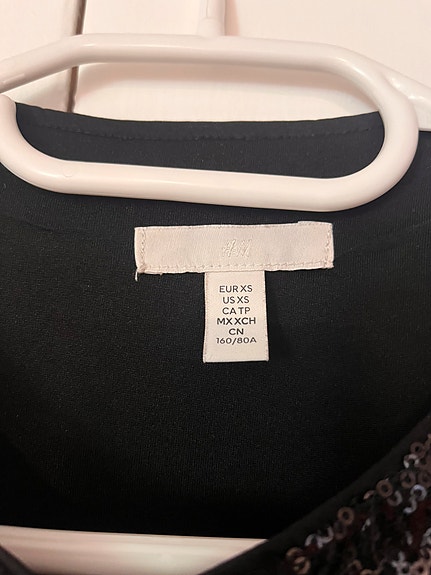 H&M
EUR XS
US XS
CA TP
MX XCH
CN
160/80A